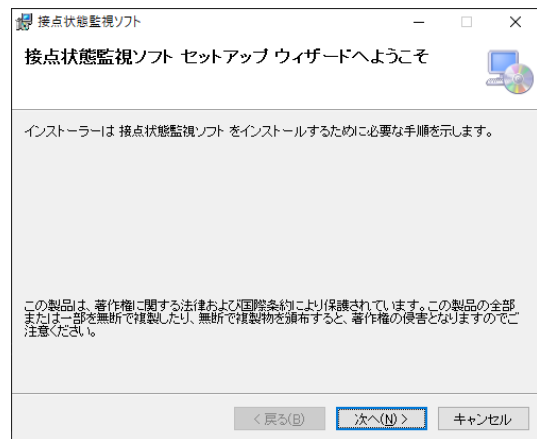 接点状態監視ソフト
接点状態監視ソフト セットアップ ウィザードへようこそ
インストーラーは 接点状態監視ソフト をインストールするために必要な手順を示します。
この製品は、著作権に関する法律および国際条約により保護されています。この製品の全部
または一部を無断で複製したり、無断で複製物を頒布すると、著作権の侵害となりますのでご
注意ください。
< 戻る(B)
次へ(N) >
キャンセル